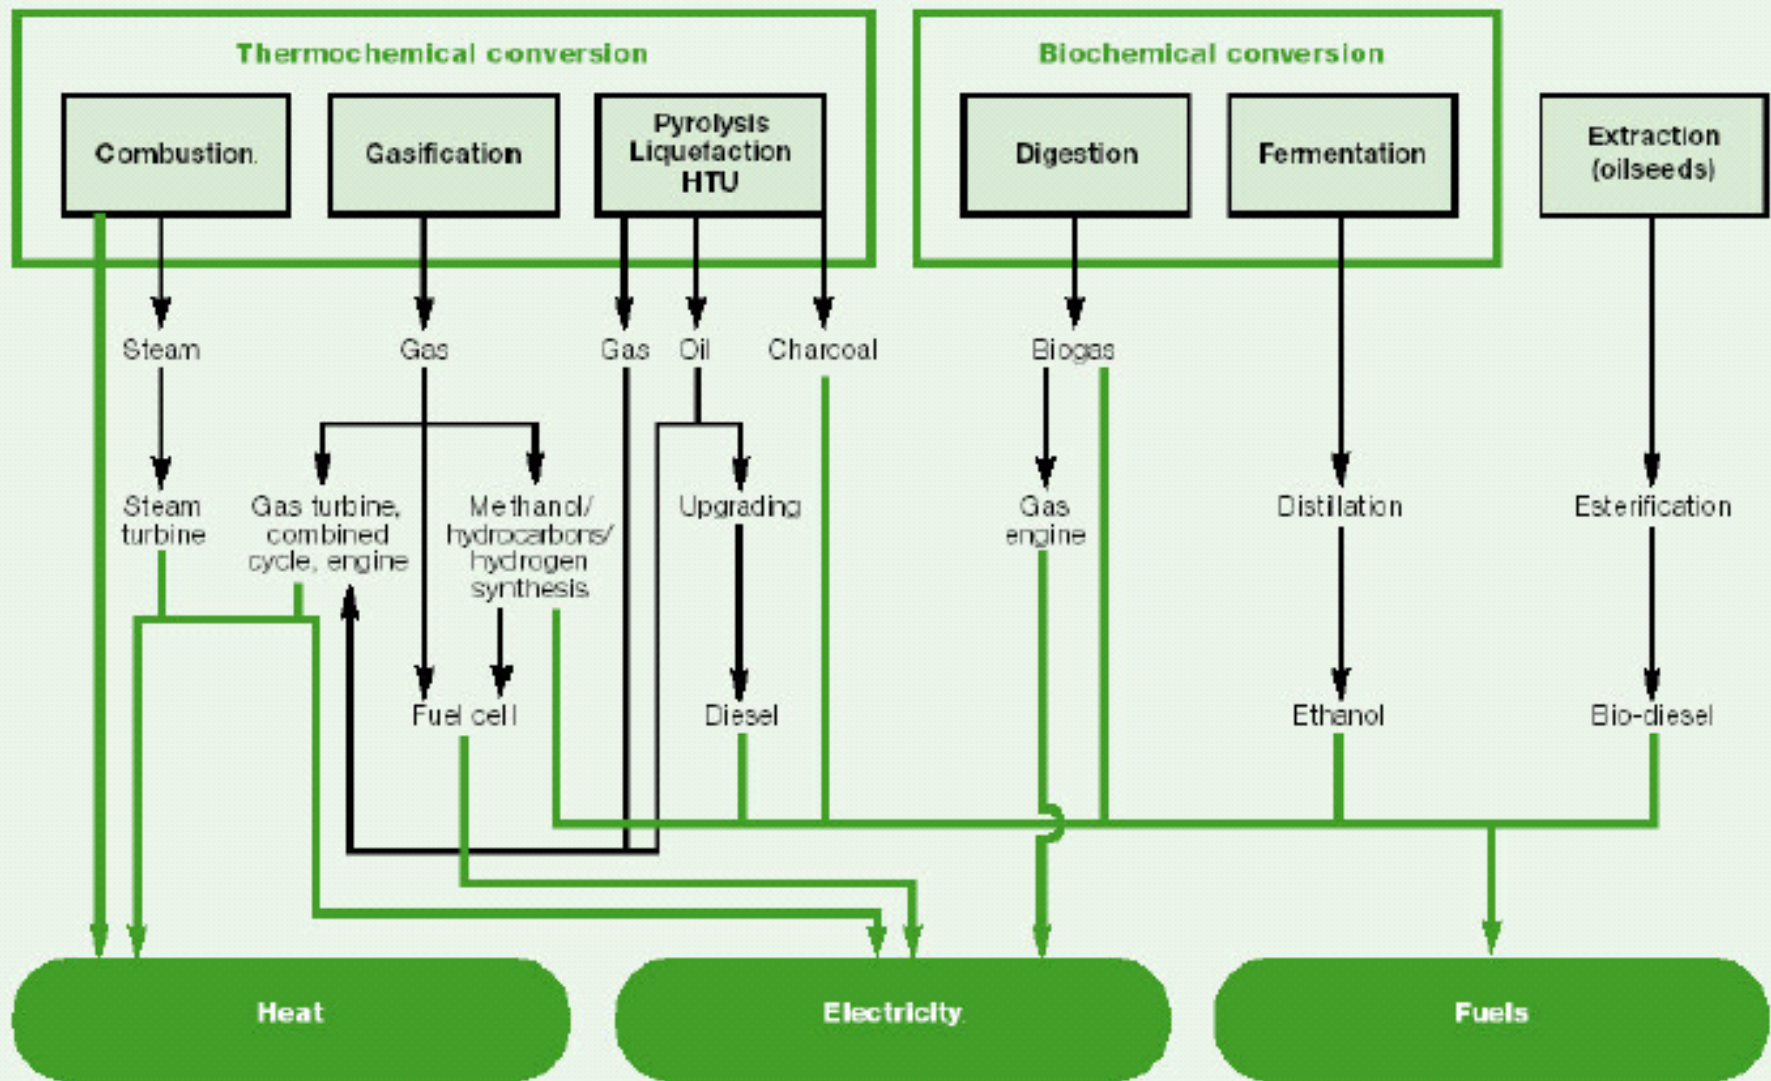 Thermochemical conversion
Biochemical conversion
Combustion
Gasification
Pyrolysis
Liquefaction
HTU
Digestion
Fermentation
Extraction
(oilseeds)
Steam
Gas
Gas
Oil
Charcoal
Biogas
Steam
turbine
Gas turbine,
combined
cycle, engine
Methanol/
hydrocarbons/
hydrogen
synthesis
Upgrading
Gas
engine
Distillation
Esterification
Fuel cell
Diesel
Ethanol
Bio-diesel
Heat
Electricity
Fuels